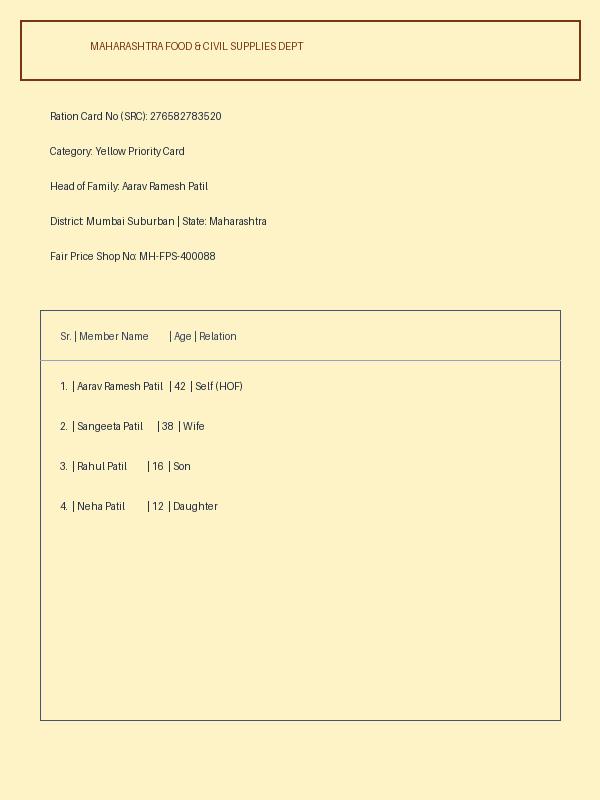 MAHARASHTRA FOOD & CIVIL SUPPLIES DEPT
Ration Card No (SRC): 276582783520
Category: Yellow Priority Card
Head of Family: Aarav Ramesh Patil
District: Mumbai Suburban | State: Maharashtra
Fair Price Shop No: MH-FPS-400088
Sr. | Member Name | Age | Relation
1. | Aarav Ramesh Patil | 42 | Self (HOF)
2. | Sangeeta Patil | 38 | Wife
3. | Rahul Patil | 16 | Son
4. | Neha Patil | 12 | Daughter